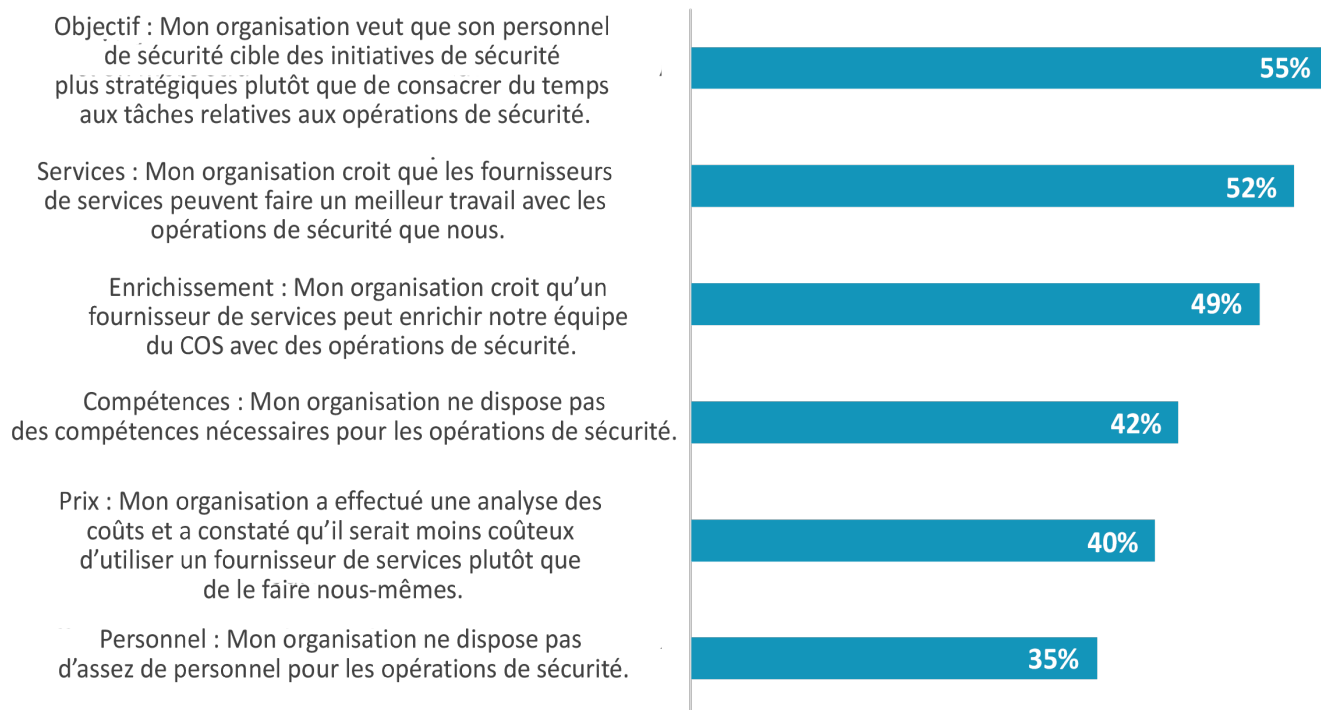 Objectif : Mon organisation veut que son personnel
de sécurité cible des initiatives de sécurité
plus stratégiques plutôt que de consacrer du temps
aux tâches relatives aux opérations de sécurité.
55%
Services : Mon organisation croit que les fournisseurs
de services peuvent faire un meilleur travail avec les
opérations de sécurité que nous.
52%
Enrichissement : Mon organisation croit qu’un
fournisseur de services peut enrichir notre équipe
du COS avec des opérations de sécurité.
49%
Compétences : Mon organisation ne dispose pas
des compétences nécessaires pour les opérations de sécurité.
42%
Prix : Mon organisation a effectué une analyse des
coûts et a constaté qu’il serait moins coûteux
d’utiliser un fournisseur de services plutôt que
de le faire nous-mêmes.
40%
Personnel : Mon organisation ne dispose pas
d’assez de personnel pour les opérations de sécurité.
35%